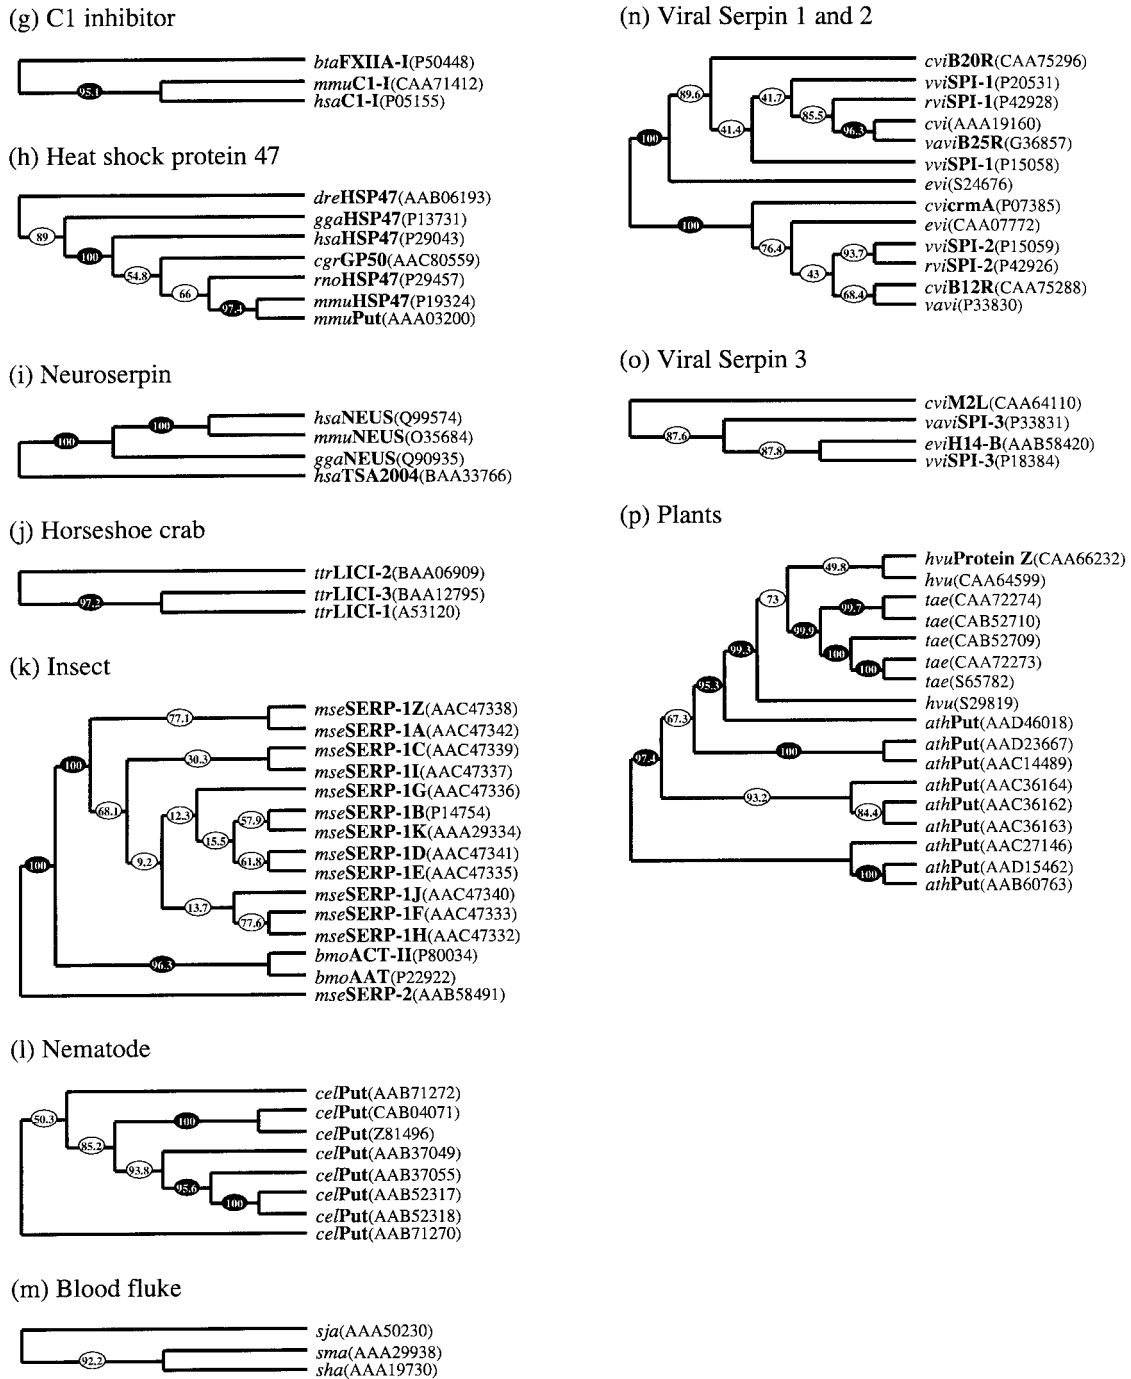 (g) C1 inhibitor
btaFXIIA-I(P50448)
mmuC1-I(CAA71412)
95.1
hsaC1-I(P05155)
(h) Heat shock protein 47
dreHSP47(AAB06193)
ggaHSP47(P13731)
89
hsaHSP47(P29043)
100
cgrGP50(AAC80559)
54.8
rnoHSP47(P29457)
66
mmuHSP47(P19324)
97.4
mmuPut(AAA03200)
(i) Neuroserpin
hsaNEUS(Q99574)
100
mmuNEUS(O35684)
100
ggaNEUS(Q90935)
hsaTSA2004(BAA33766)
(j) Horseshoe crab
ttrLICI-2(BAA06909)
ttrLICI-3(BAA12795)
97.2
ttrLICI-1(A53120)
(k) Insect
mseSERP-1Z(AAC47338)
77.1
mseSERP-1A(AAC47342)
mseSERP-1C(AAC47339)
100
30.3
mseSERP-1I(AAC47337)
mseSERP-1G(AAC47336)
68.1
12.3
mseSERP-1B(P14754)
57.9
mseSERP-1K(AAA29334)
15.5
mseSERP-1D(AAC47341)
100
9.2
61.8
mseSERP-1E(AAC47335)
mseSERP-1J(AAC47340)
13.7
mseSERP-1F(AAC47333)
77.6
mseSERP-1H(AAC47332)
bmoACT-II(P80034)
96.3
bmoAAT(P22922)
mseSERP-2(AAB58491)
(l) Nematode
celPut(AAB71272)
celPut(CAB04071)
50.3
100
celPut(Z81496)
85.2
celPut(AAB37049)
93.8
celPut(AAB37055)
95.6
celPut(AAB52317)
100
celPut(AAB52318)
celPut(AAB71270)
(m) Blood fluke
sja(AAA50230)
sma(AAA29938)
92.2
sha(AAA19730)
(n) Viral Serpin 1 and 2
cviB20R(CAA75296)
vviSPI-1(P20531)
89.6
41.7
rviSPI-1(P42928)
85.5
cvi(AAA19160)
41.4
96.3
vaviB25R(G36857)
100
vviSPI-1(P15058)
evi(S24676)
cvicrmA(P07385)
100
evi(CAA07772)
76.4
vviSPI-2(P15059)
93.7
rviSPI-2(P42926)
43
cviB12R(CAA75288)
68.4
vavi(P33830)
(o) Viral Serpin 3
cviM2L(CAA64110)
vaviSPI-3(P33831)
87.6
eviH14-B(AAB58420)
87.8
vviSPI-3(P18384)
(p) Plants
hvuProtein Z(CAA66232)
49.8
hvu(CAA64599)
tae(CAA72274)
73
99.7
tae(CAB52710)
99.9
tae(CAB52709)
99.3
100
tae(CAA72273)
100
tae(S65782)
95.3
hvu(S29819)
67.3
athPut(AAD46018)
athPut(AAD23667)
100
97.4
athPut(AAC14489)
athPut(AAC36164)
93.2
athPut(AAC36162)
84.4
athPut(AAC36163)
athPut(AAC27146)
athPut(AAD15462)
100
athPut(AAB60763)